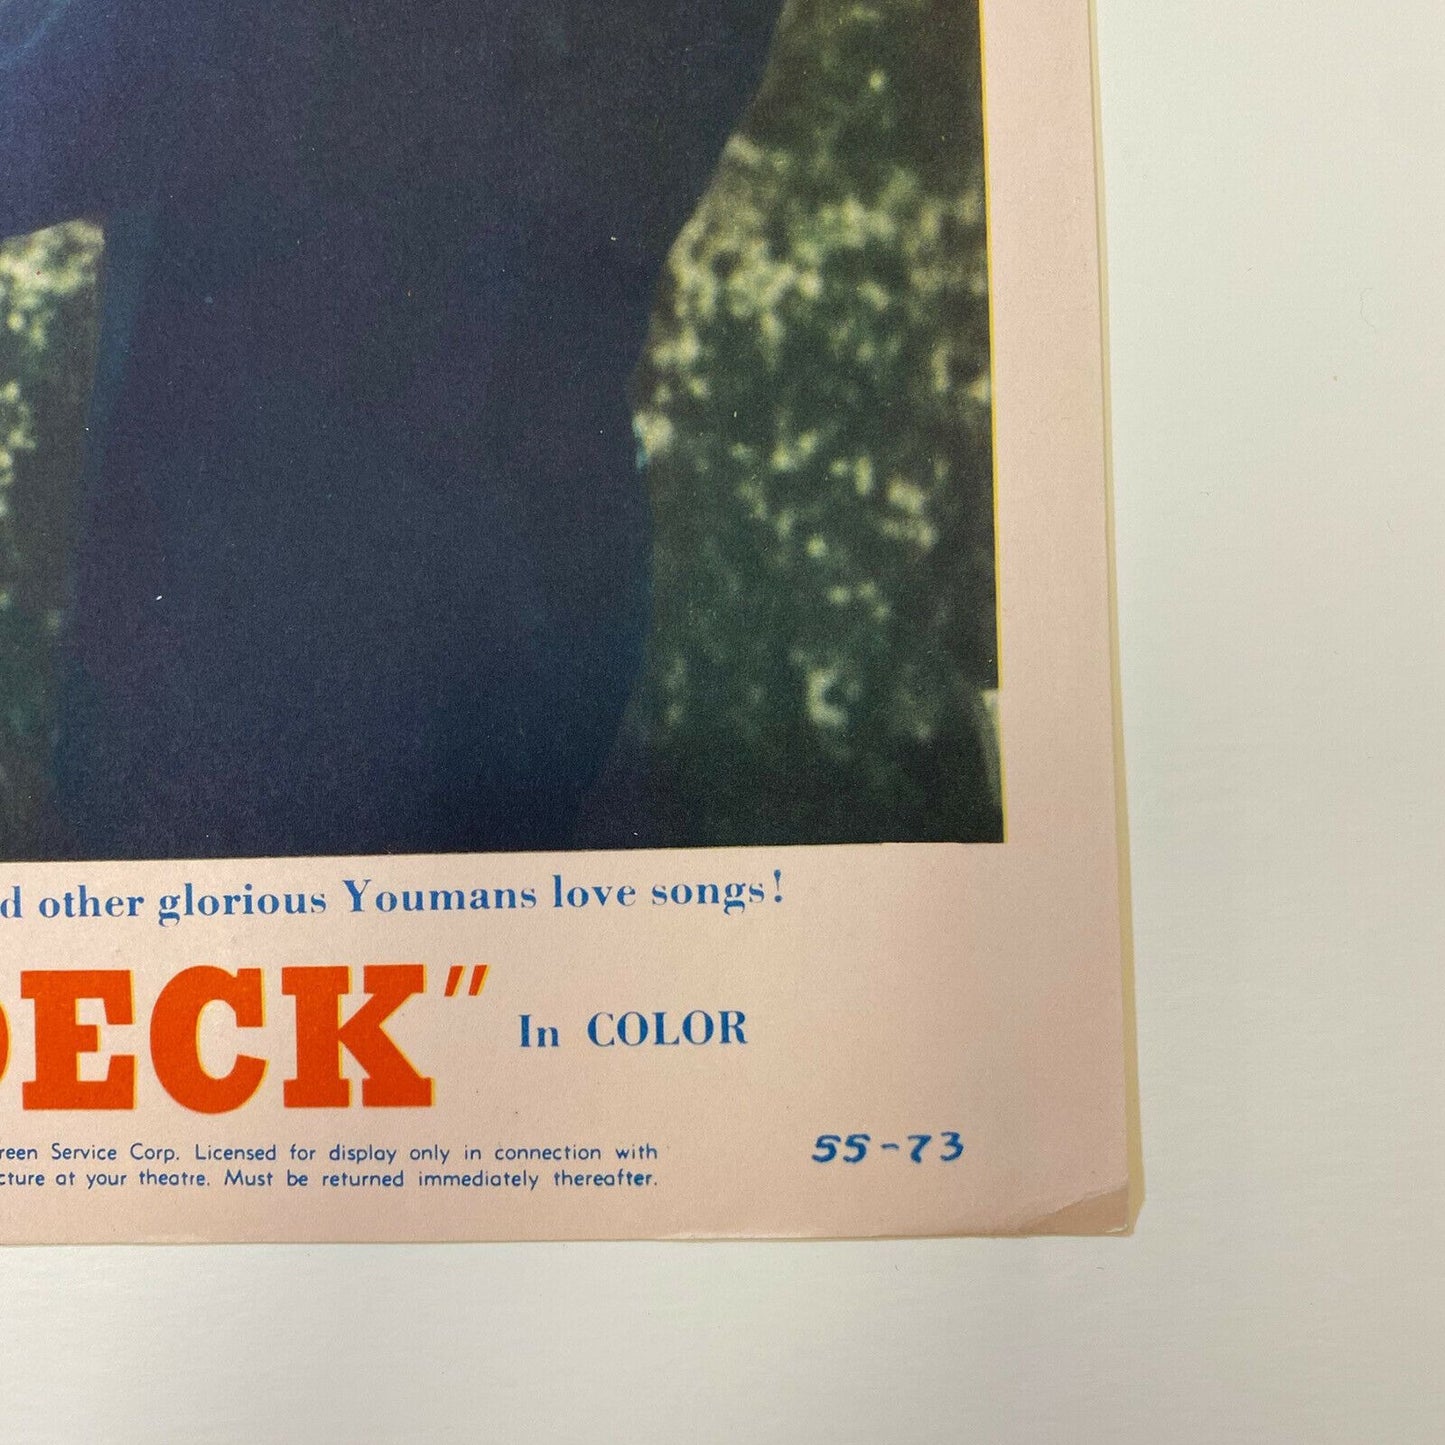 d other glorious Youmans love songs!
DECK" In COLOR
reen Service Corp. Licensed for display only in connection with
cture at your theatre. Must be returned immediately thereafter.
55-73